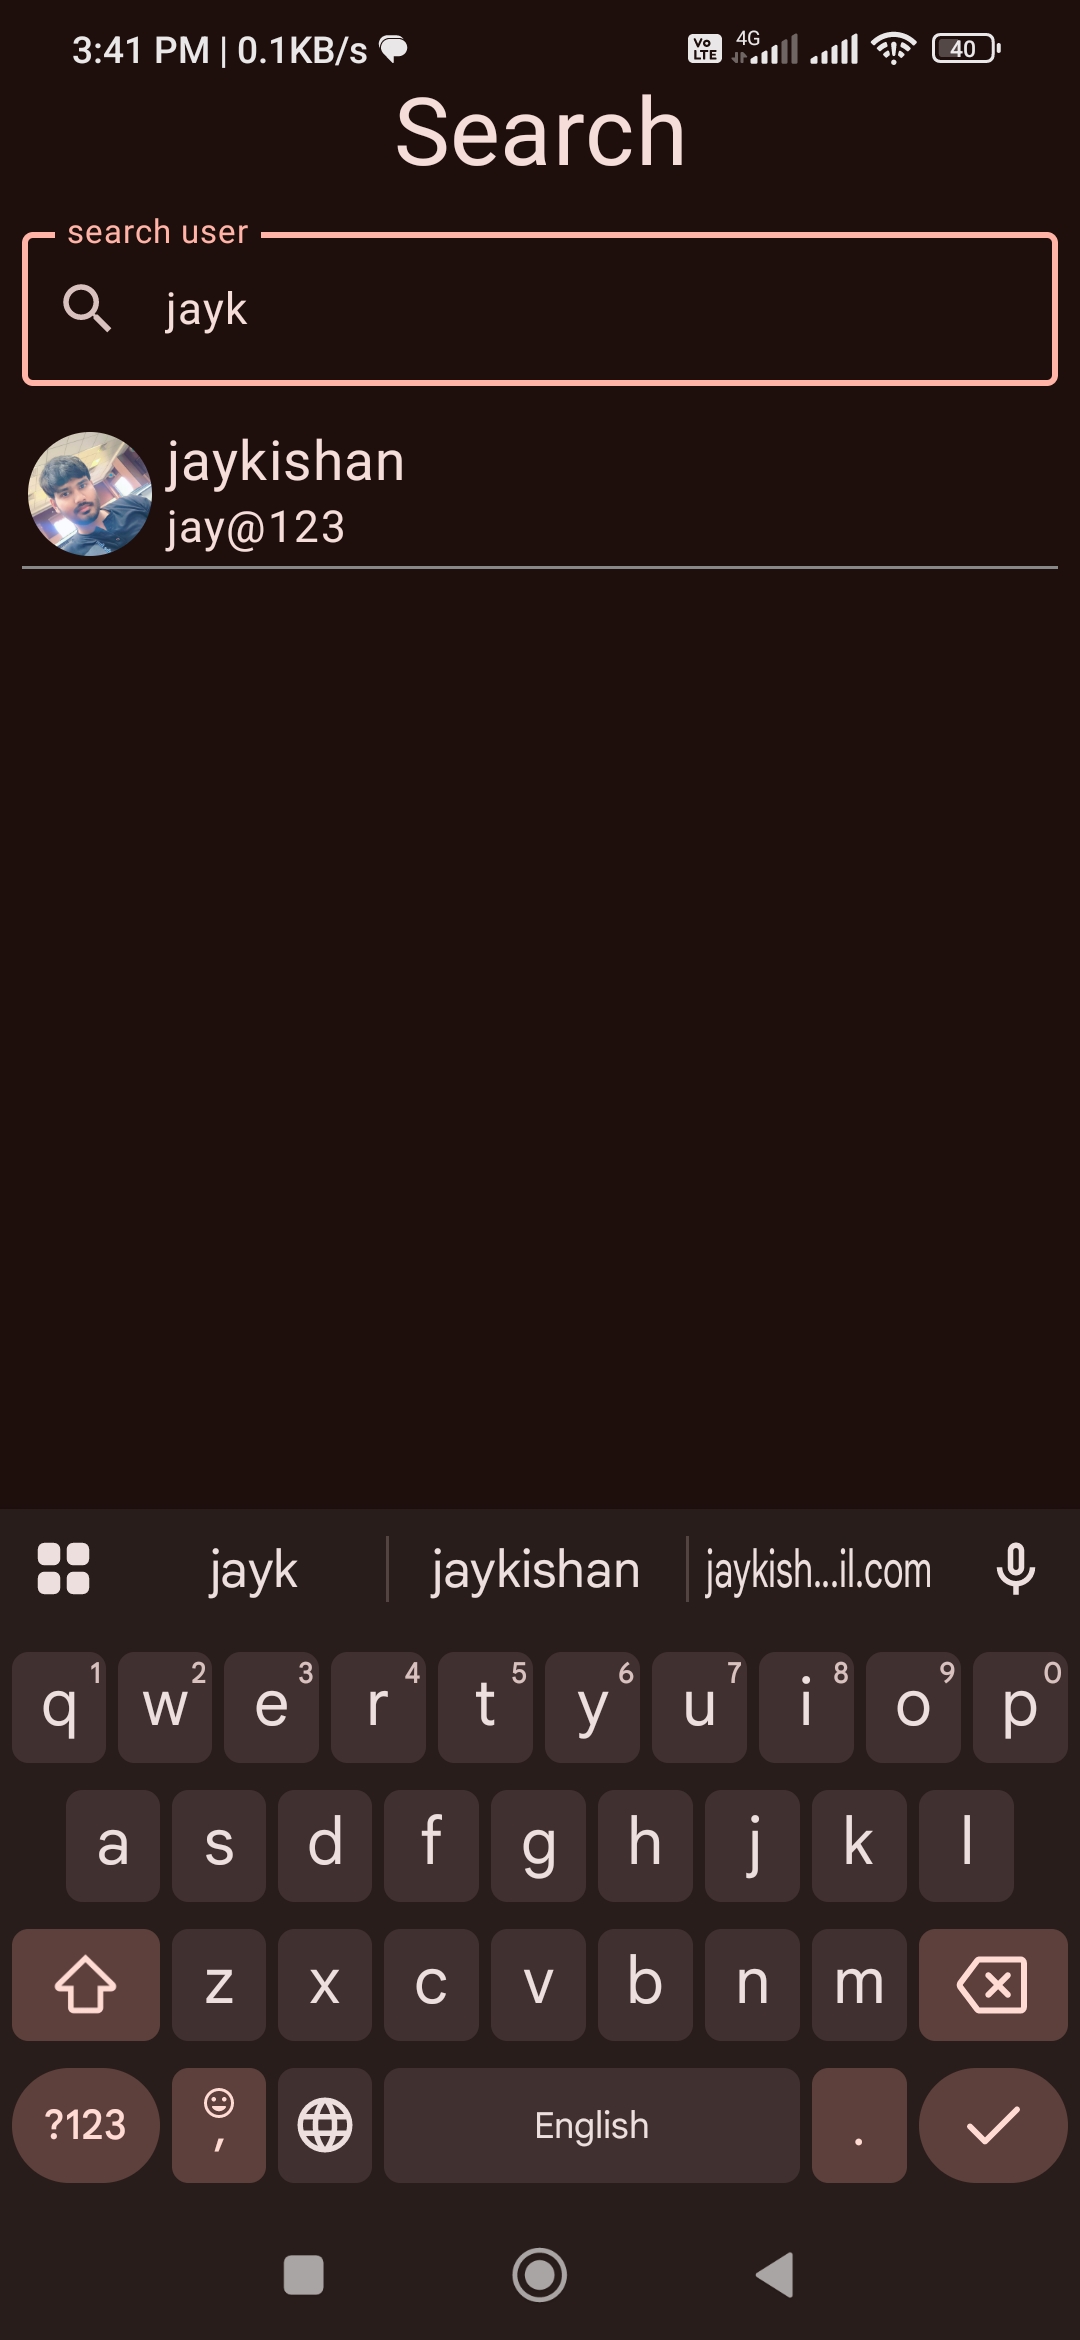 3:41 PM | 0.1KB/s Vo LTE 4G 40
Search
search user
jayk
jaykishan
jay@123
jayk jaykishan jaykish...il.com
q 1 w 2 e 3 r 4 t 5 y 6 u 7 i 8 o 9 p 0
a s d f g h j k l
z x c v b n m
?123 , English .